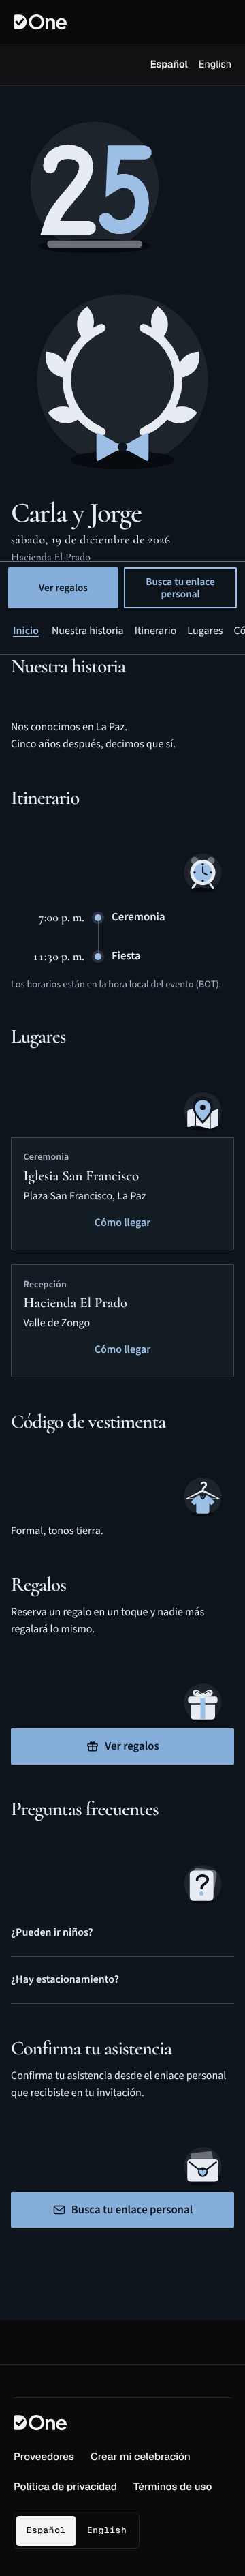 One
Español English
25
Carla y Jorge
sábado, 19 de diciembre de 2026
Hacienda El Prado
Ver regalos
Busca tu enlace
personal
Inicio Nuestra historia Itinerario Lugares Có
Nuestra historia
Nos conocimos en La Paz.
Cinco años después, decimos que sí.
Itinerario
7:00 p. m. Ceremonia
11:30 p. m. Fiesta
Los horarios están en la hora local del evento (BOT).
Lugares
Ceremonia
Iglesia San Francisco
Plaza San Francisco, La Paz
Cómo llegar
Recepción
Hacienda El Prado
Valle de Zongo
Cómo llegar
Código de vestimenta
Formal, tonos tierra.
Regalos
Reserva un regalo en un toque y nadie más
regalará lo mismo.
Ver regalos
Preguntas frecuentes
¿Pueden ir niños?
¿Hay estacionamiento?
Confirma tu asistencia
Confirma tu asistencia desde el enlace personal
que recibiste en tu invitación.
Busca tu enlace personal
One
Proveedores Crear mi celebración
Política de privacidad Términos de uso
Español English